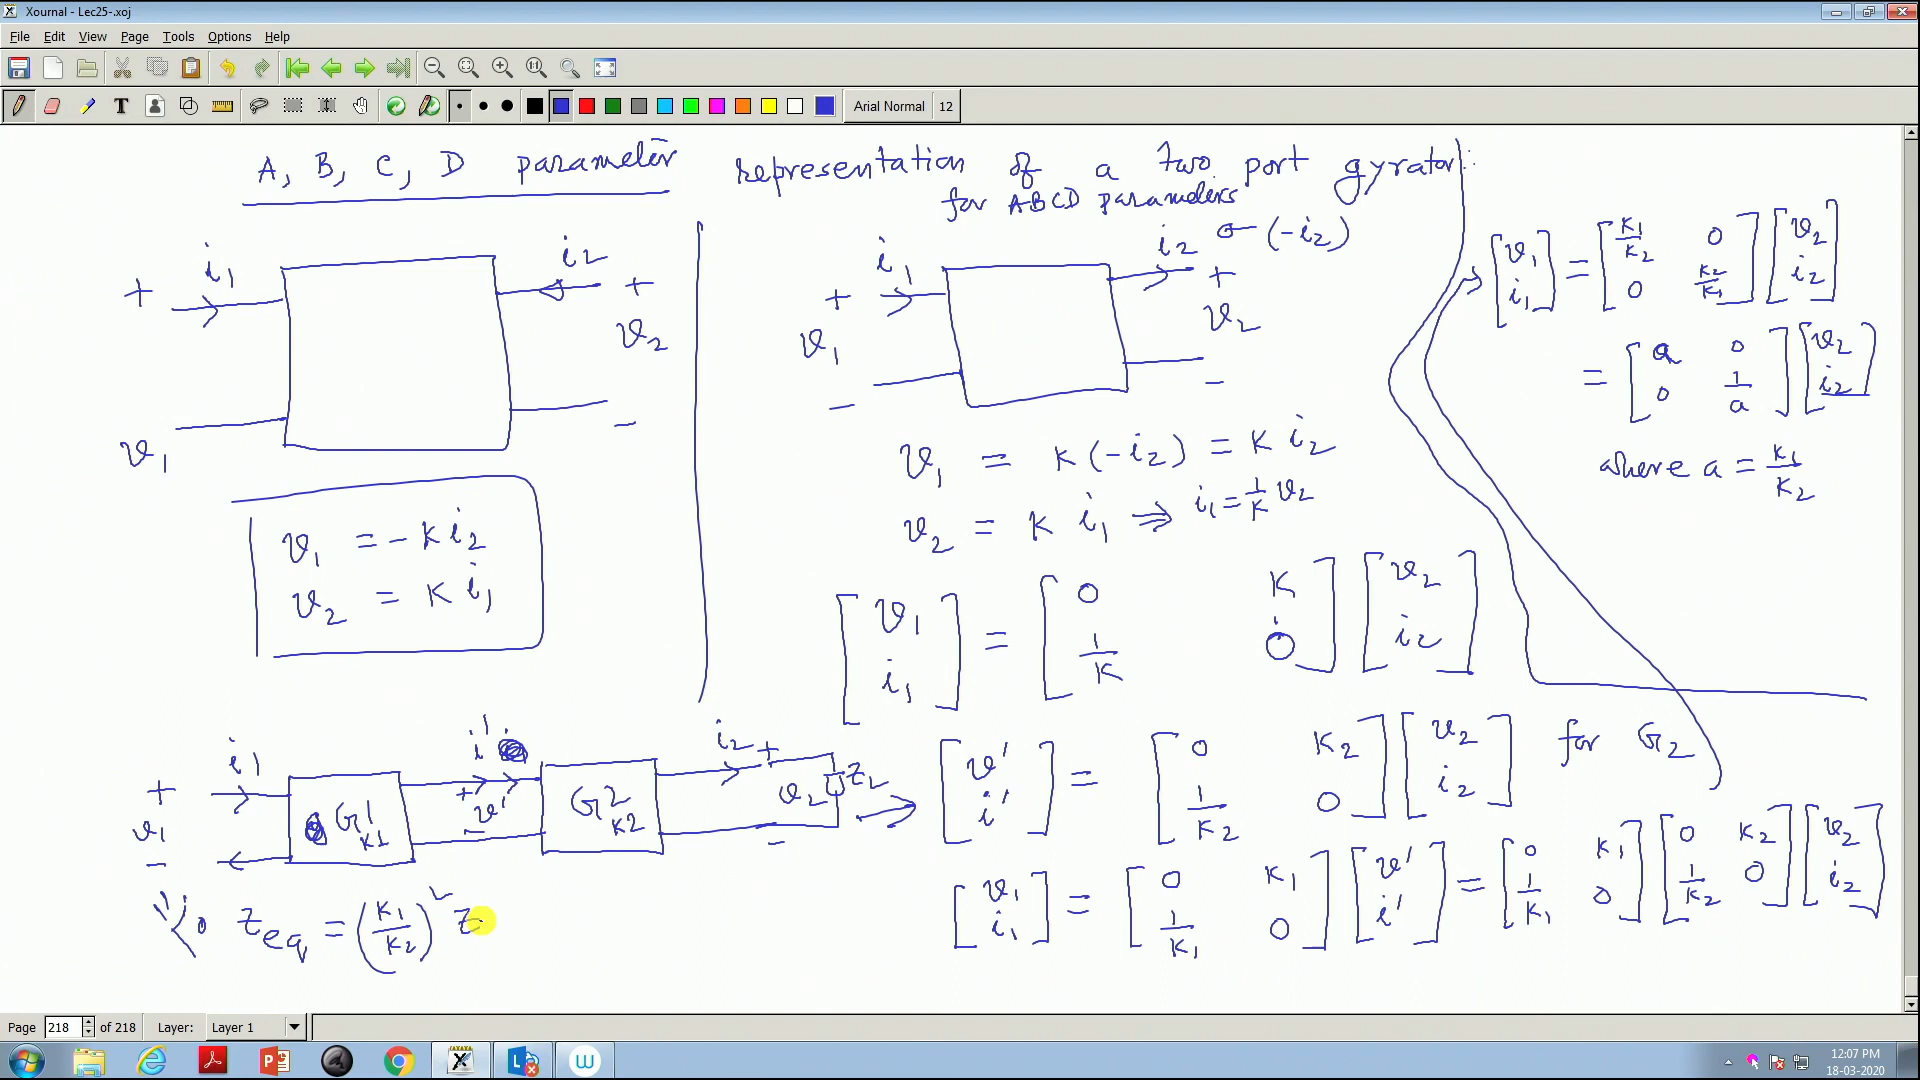 Xournal - Lec25-.xoj
File Edit View Page Tools Options Help
Arial Normal 12
A, B, C, D parameter representation of a two port gyrator:
for ABCD parameters
i1 i2
+ +
v2
v1 -
v1 = - K i2
v2 = K i1
i1 i2 ← (-i2)
+ +
v1 v2
- -
v1 = K (-i2) = K i2
v2 = K i1 ⇒ i1 = 1/K v2
[v1 i1] = [0 K; 1/K 0] [v2 i2]
[v1 i1] = [K1/K2 0; 0 K2/K1] [v2 i2]
= [a 0; 0 1/a] [v2 i2]
where a = K1/K2
i1 i' i2 +
+ G1 + G2 v2 ZL
v1 K1 v' K2
- - -
[v' i'] = [0 K2; 1/K2 0] [v2 i2] for G2
[v1 i1] = [0 K1; 1/K1 0] [v' i'] = [0 K1; 1/K1 0] [0 K2; 1/K2 0] [v2 i2]
Zeq = (K1/K2)² Z
Page 218 of 218 Layer: Layer 1
12:07 PM
18-03-2020